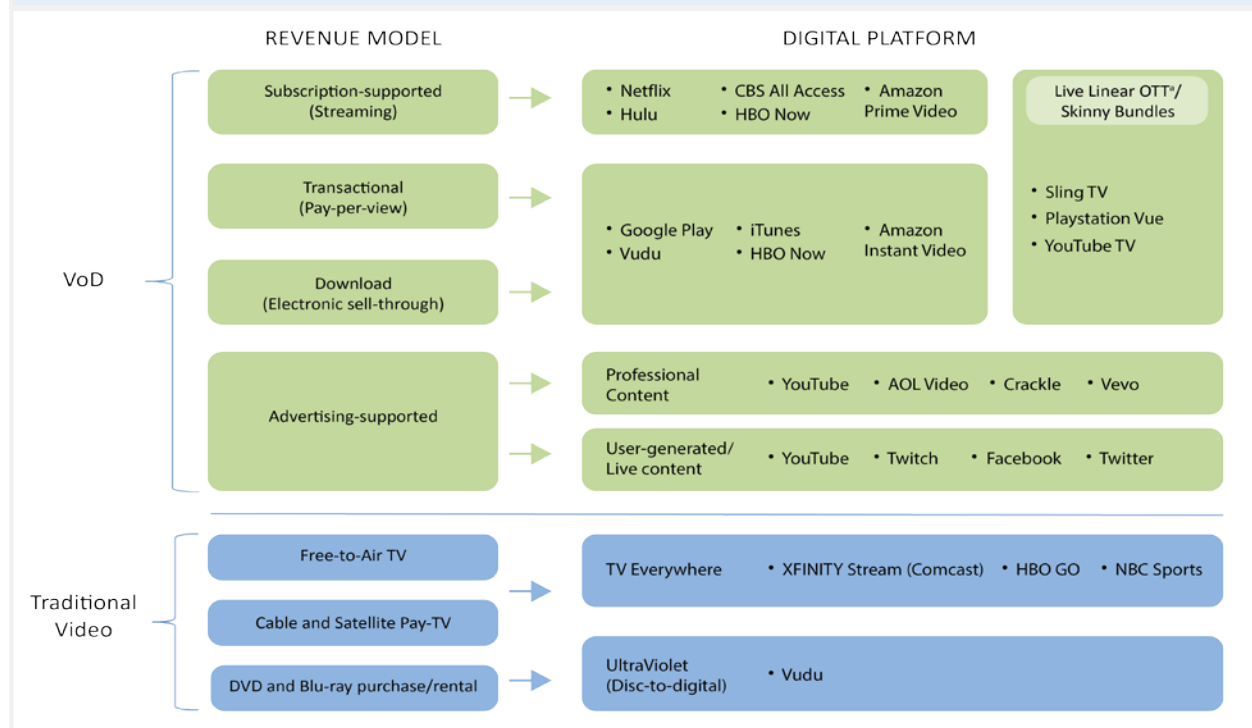 REVENUE MODEL
DIGITAL PLATFORM
VoD
Subscription-supported
(Streaming)
• Netflix
• Hulu
• CBS All Access
• HBO Now
• Amazon
Prime Video
Live Linear OTTª/
Skinny Bundles
• Sling TV
• Playstation Vue
• YouTube TV
Transactional
(Pay-per-view)
Download
(Electronic sell-through)
• Google Play
• Vudu
• iTunes
• HBO Now
• Amazon
Instant Video
Advertising-supported
Professional
Content
• YouTube • AOL Video • Crackle • Vevo
User-generated/
Live content
• YouTube • Twitch • Facebook • Twitter
Traditional
Video
Free-to-Air TV
Cable and Satellite Pay-TV
TV Everywhere • XFINITY Stream (Comcast) • HBO GO • NBC Sports
DVD and Blu-ray purchase/rental
UltraViolet
(Disc-to-digital)
• Vudu